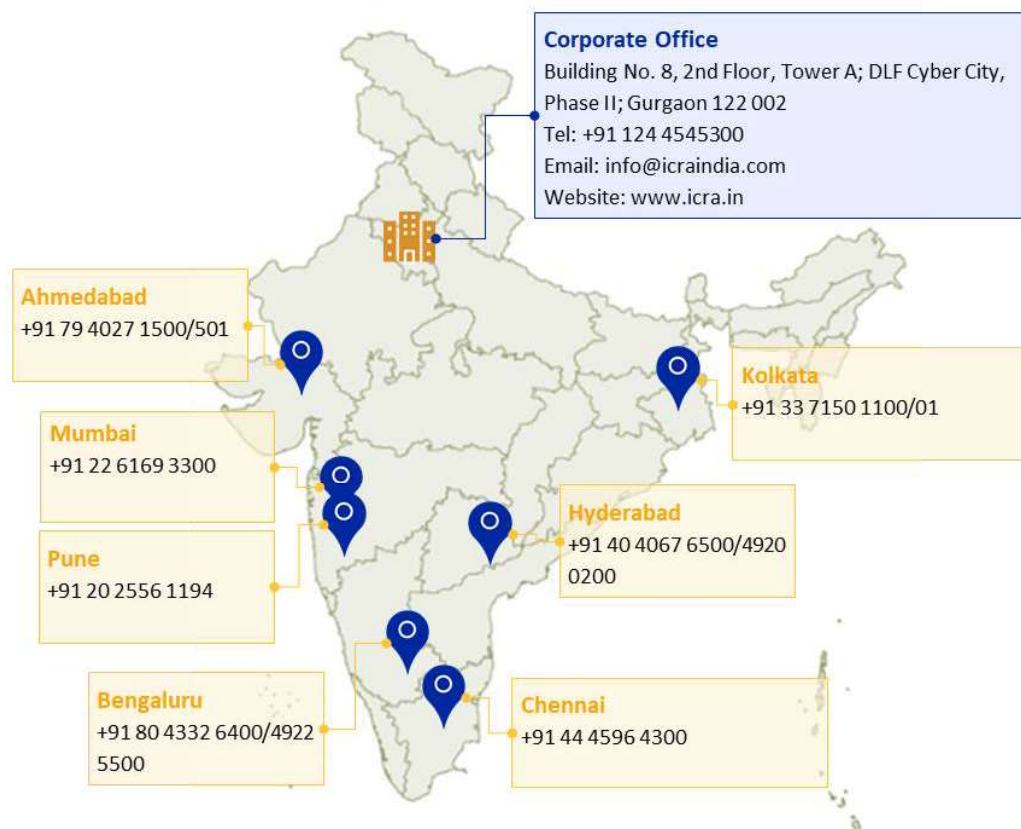 Corporate Office
Building No. 8, 2nd Floor, Tower A; DLF Cyber City,
Phase II; Gurgaon 122 002
Tel: +91 124 4545300
Email: info@icraindia.com
Website: www.icra.in
Ahmedabad
+91 79 4027 1500/501
Kolkata
+91 33 7150 1100/01
Mumbai
+91 22 6169 3300
Hyderabad
+91 40 4067 6500/4920
0200
Pune
+91 20 2556 1194
Bengaluru
+91 80 4332 6400/4922
5500
Chennai
+91 44 4596 4300